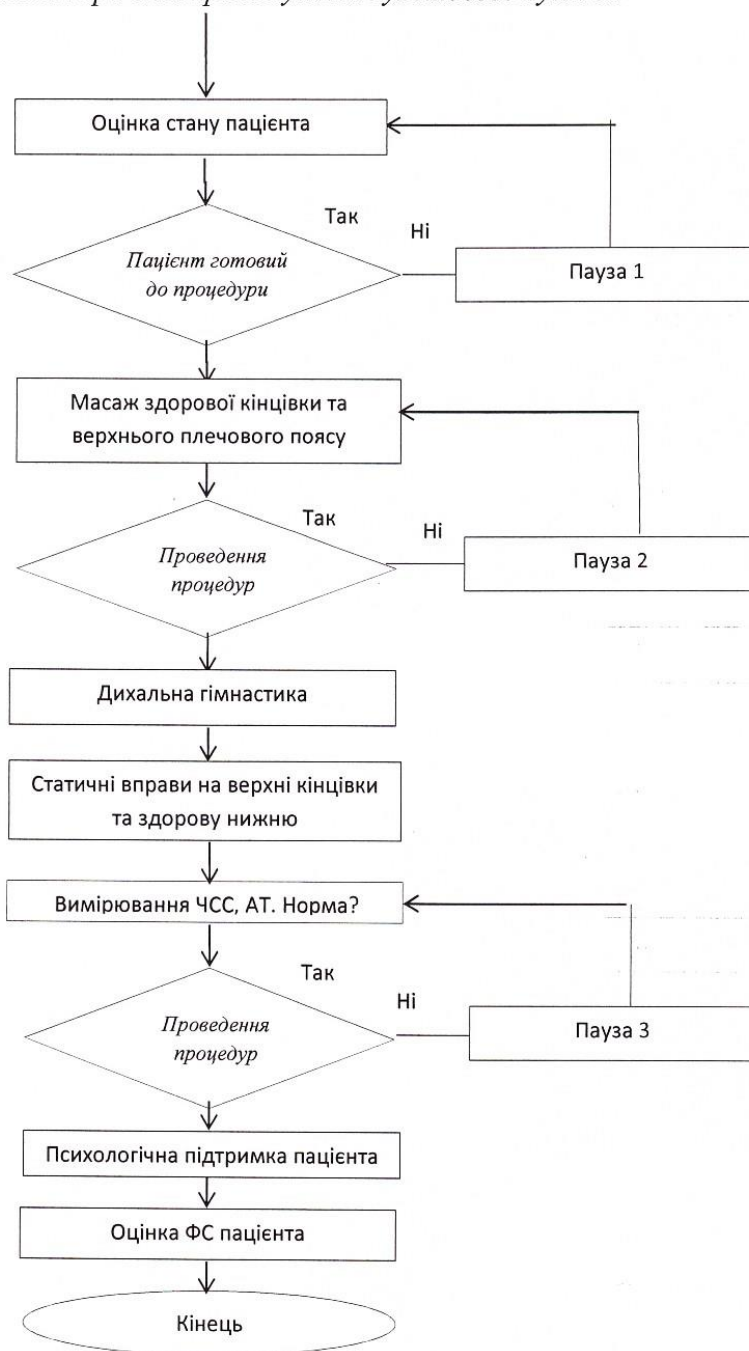 Оцінка стану пацієнта
Так
Ні
Пацієнт готовий
до процедури
Пауза 1
Масаж здорової кінцівки та
верхнього плечового поясу
Так
Ні
Проведення
процедур
Пауза 2
Дихальна гімнастика
Статичні вправи на верхні кінцівки
та здорову нижню
Вимірювання ЧСС, АТ. Норма?
Так
Ні
Проведення
процедур
Пауза 3
Психологічна підтримка пацієнта
Оцінка ФС пацієнта
Кінець